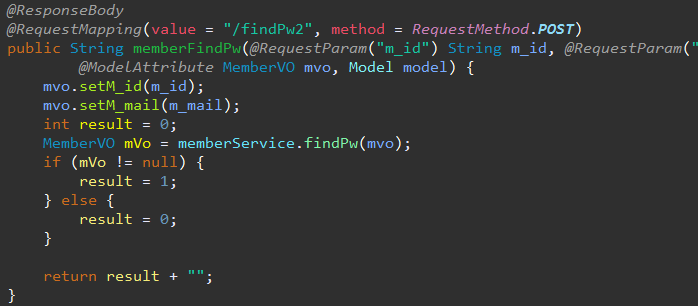 @ResponseBody
@RequestMapping(value = "/findPw2", method = RequestMethod.POST)
public String memberFindPw(@RequestParam("m_id") String m_id, @RequestParam("
        @ModelAttribute MemberVO mvo, Model model) {
    mvo.setM_id(m_id);
    mvo.setM_mail(m_mail);
    int result = 0;
    MemberVO mVo = memberService.findPw(mvo);
    if (mVo != null) {
        result = 1;
    } else {
        result = 0;
    }
    return result + "";
}